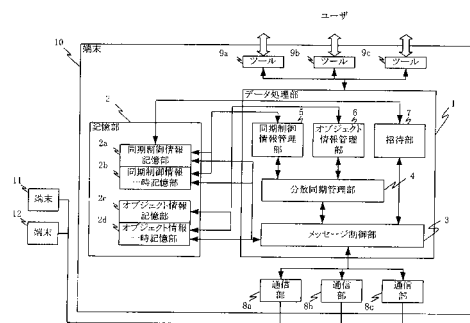 ユーザ
10
端末
9a
9b
9c
ツール
ツール
ツール
データ処理部
1
2
5
6
7
記憶部
2a
同期制御情報
記憶部
2b
同期制御情報
一時記憶部
2c
オブジェクト情報
記憶部
2d
オブジェクト情報
一時記憶部
同期制御
情報管理
部
オブジェクト
情報管理
部
招待部
4
分散同期管理部
3
メッセージ制御部
11
端末
12
端末
通信
部
通信
部
通信
部
8a
8b
8c